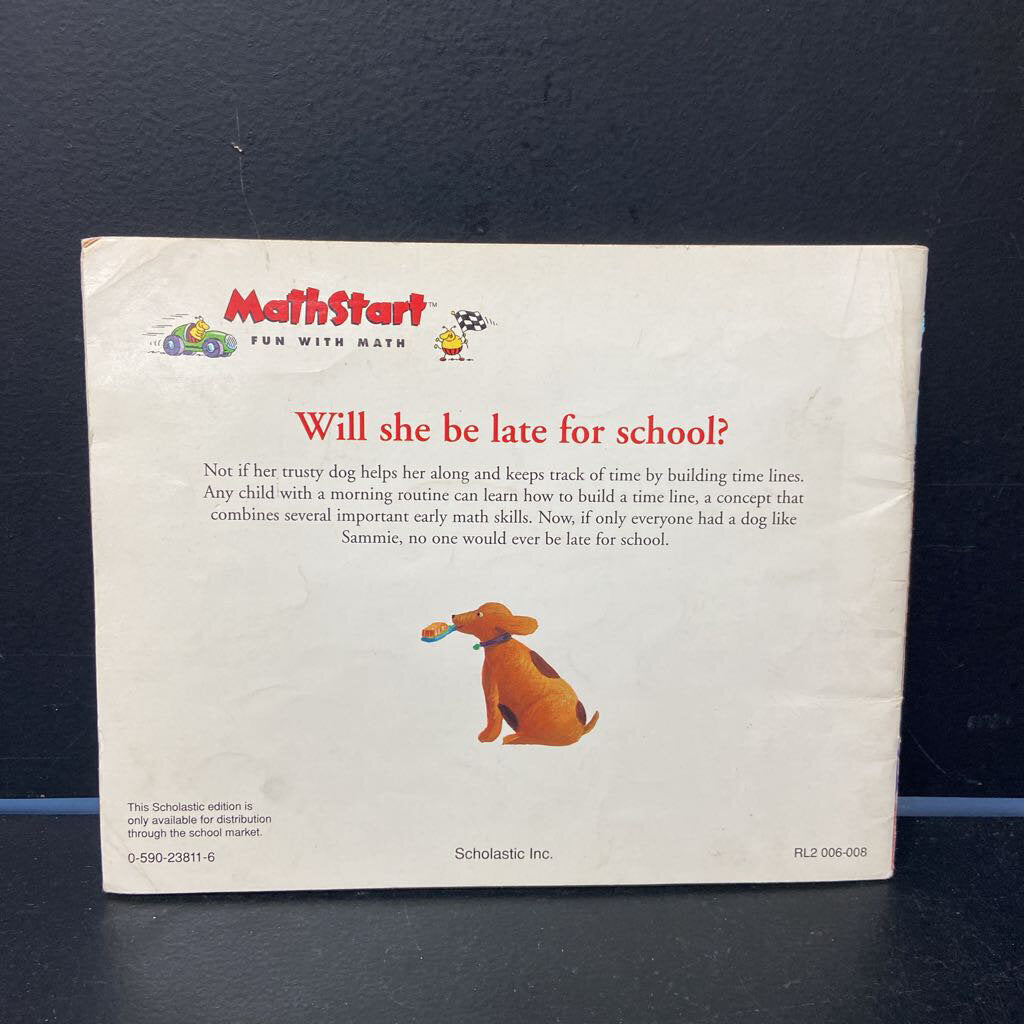 MathStart™
FUN WITH MATH
Will she be late for school?
Not if her trusty dog helps her along and keeps track of time by building time lines.
Any child with a morning routine can learn how to build a time line, a concept that
combines several important early math skills. Now, if only everyone had a dog like
Sammie, no one would ever be late for school.
This Scholastic edition is
only available for distribution
through the school market.
0-590-23811-6
Scholastic Inc.
RL2 006-008